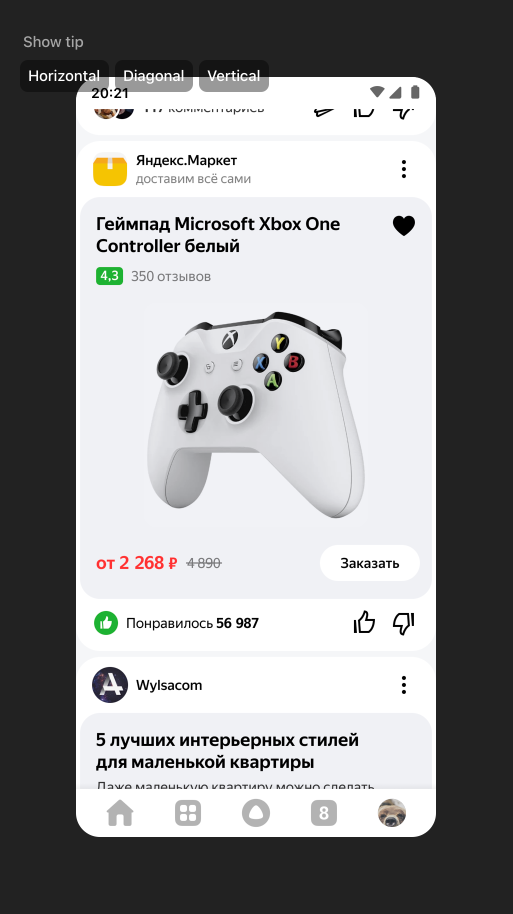 Show tip
Horizontal
Diagonal
Vertical
20:21
комментариев
Яндекс.Маркет
доставим всё сами
Геймпад Microsoft Xbox One
Controller белый
4,3 350 отзывов
Y
X B
A
от 2 268 ₽ 4 890
Заказать
Понравилось 56 987
Wylsacom
5 лучших интерьерных стилей
для маленькой квартиры
Даже маленькую квартиру можно сделать
8